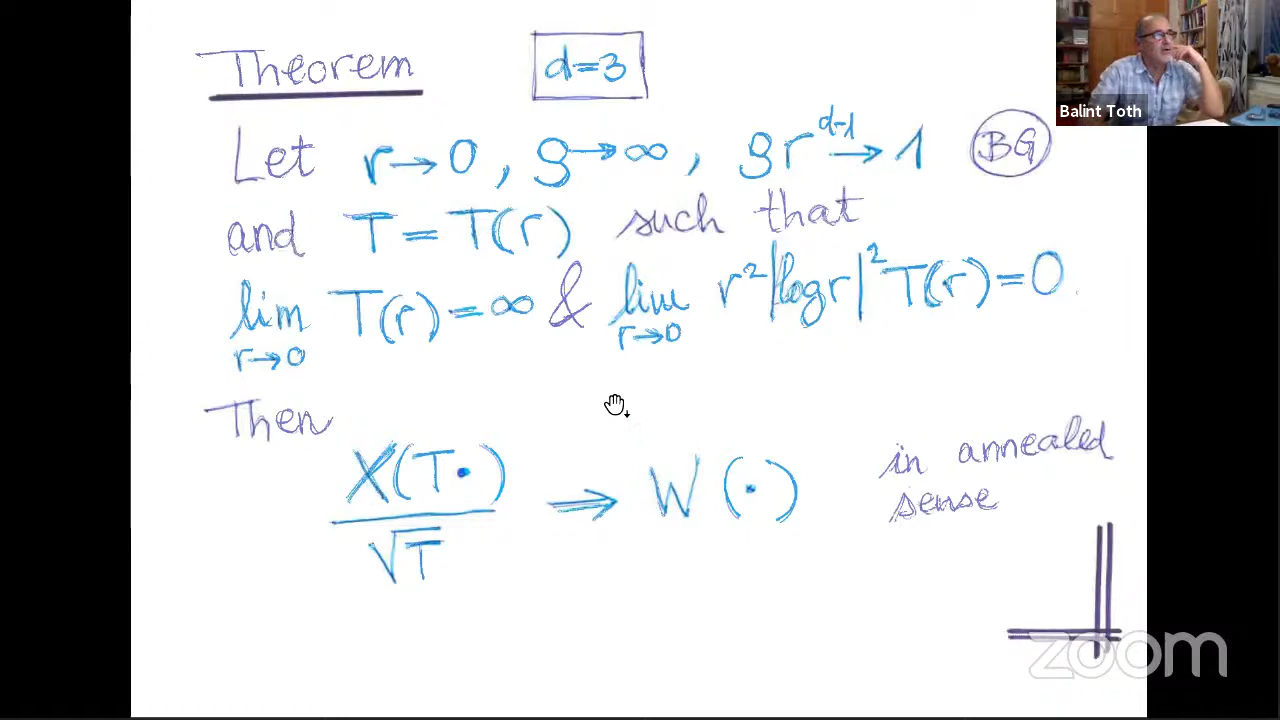 Theorem d=3
Let r→0, ϱ→∞, ϱr^{d-1}→1 BG
and T = T(r) such that
lim_{r→0} T(r) = ∞ & lim_{r→0} r²|log r|² T(r) = 0.
Then
X(T•)/√T ⇒ W(•) in annealed
sense
Balint Toth
zoom